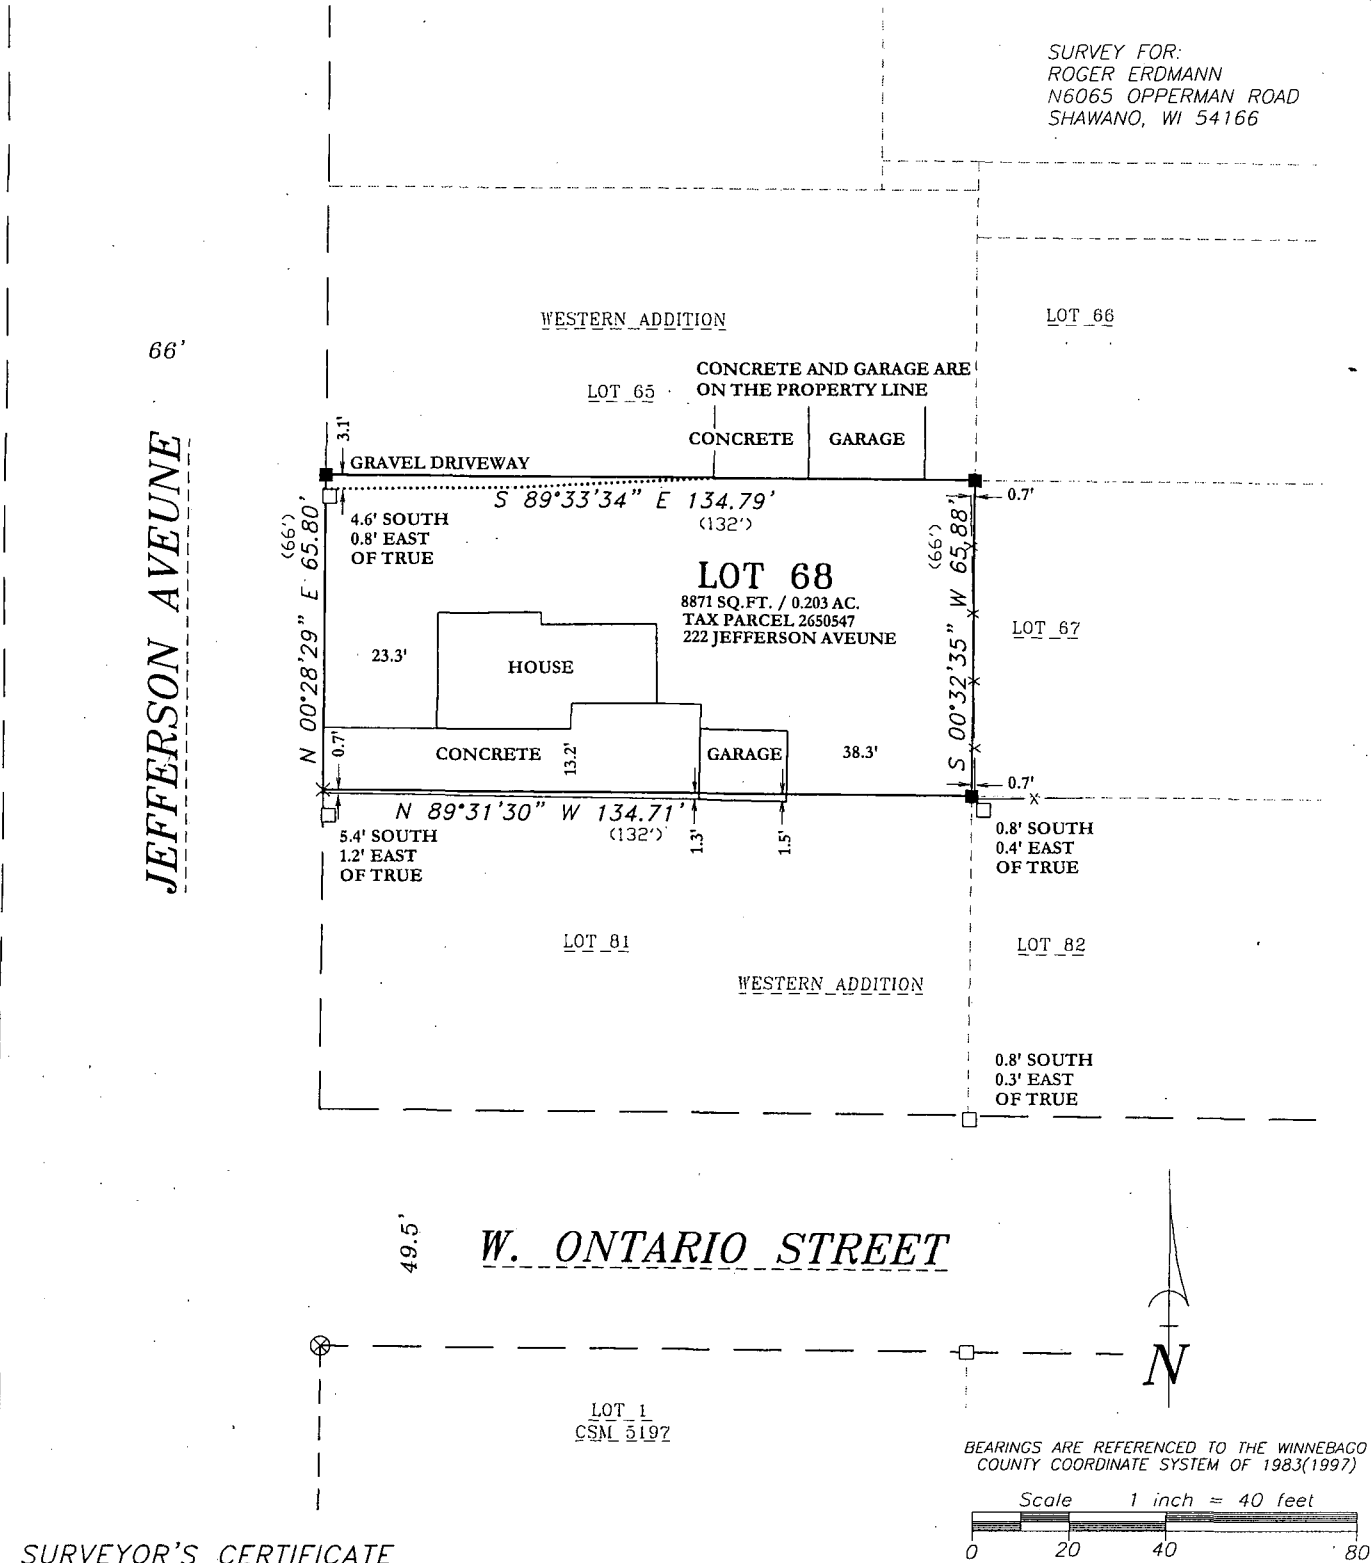 SURVEY FOR:
ROGER ERDMANN
N6065 OPPERMAN ROAD
SHAWANO, WI 54166
66'
JEFFERSON AVEUNE
WESTERN ADDITION
LOT 66
LOT 65
CONCRETE AND GARAGE ARE
ON THE PROPERTY LINE
CONCRETE
GARAGE
3.1'
GRAVEL DRIVEWAY
S 89°33'34" E 134.79'
(132')
0.7'
4.6' SOUTH
0.8' EAST
OF TRUE
(66')
N 00°28'29" E 65.80'
LOT 68
8871 SQ.FT. / 0.203 AC.
TAX PARCEL 2650547
222 JEFFERSON AVEUNE
(66')
S 00°32'35" W 65.88'
LOT 67
23.3'
HOUSE
0.7'
CONCRETE
13.2'
GARAGE
38.3'
0.7'
N 89°31'30" W 134.71'
(132')
1.3'
1.5'
5.4' SOUTH
1.2' EAST
OF TRUE
0.8' SOUTH
0.4' EAST
OF TRUE
LOT 81
LOT 82
WESTERN ADDITION
0.8' SOUTH
0.3' EAST
OF TRUE
49.5'
W. ONTARIO STREET
N
LOT 1
CSM 5197
BEARINGS ARE REFERENCED TO THE WINNEBAGO
COUNTY COORDINATE SYSTEM OF 1983(1997)
Scale 1 inch = 40 feet
0 20 40 80
SURVEYOR'S CERTIFICATE